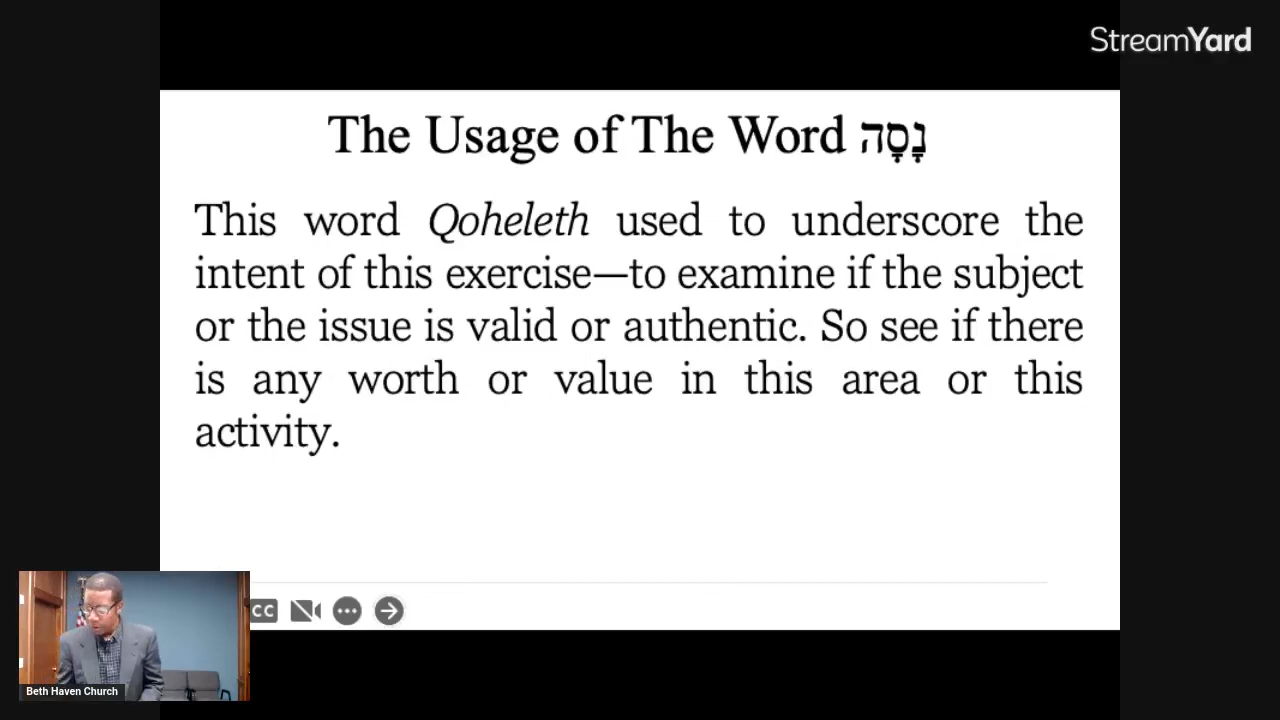 StreamYard
The Usage of The Word נָסָה
This word Qoheleth used to underscore the
intent of this exercise—to examine if the subject
or the issue is valid or authentic. So see if there
is any worth or value in this area or this
activity.
CC
Beth Haven Church